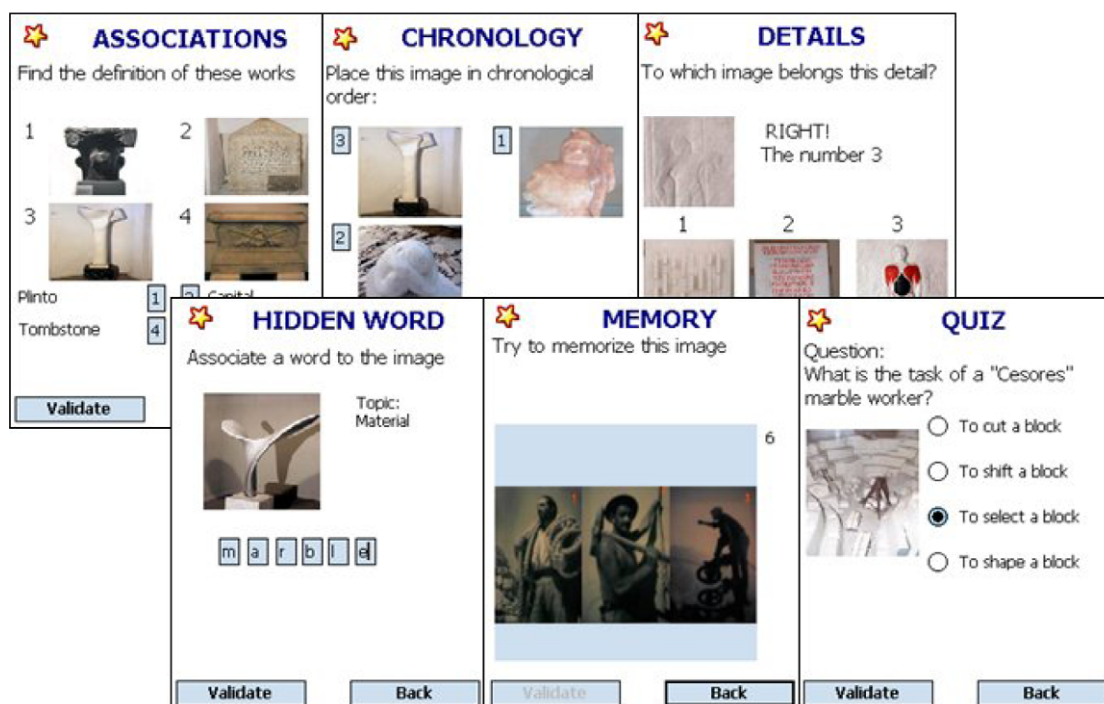 ASSOCIATIONS
Find the definition of these works
1
2
3
4
Plinto
1
Capital
Tombstone
4
Validate
CHRONOLOGY
Place this image in chronological
order:
3
1
2
DETAILS
To which image belongs this detail?
RIGHT!
The number 3
1
2
3
HIDDEN WORD
Associate a word to the image
Topic:
Material
m a r b l e
Validate
Back
MEMORY
Try to memorize this image
6
Validate
Back
QUIZ
Question:
What is the task of a "Cesores"
marble worker?
To cut a block
To shift a block
To select a block
To shape a block
Validate
Back